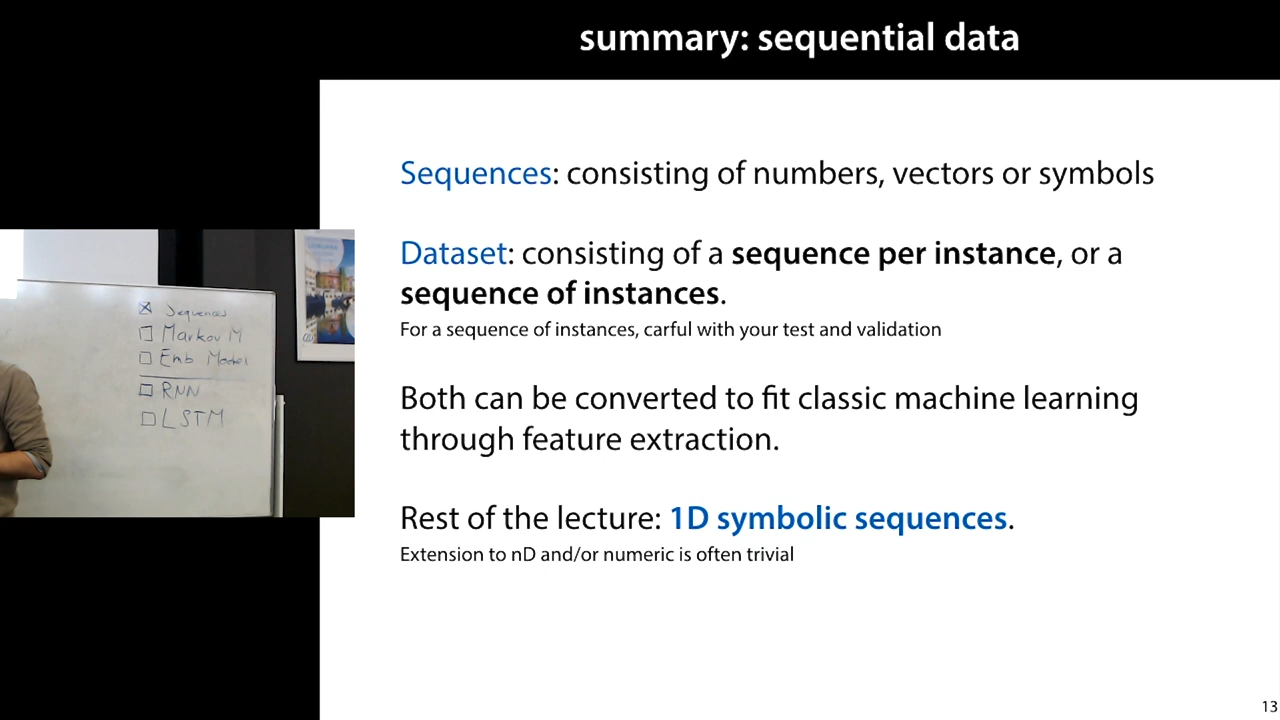 summary: sequential data
Sequences: consisting of numbers, vectors or symbols
Dataset: consisting of a sequence per instance, or a
sequence of instances.
For a sequence of instances, carful with your test and validation
Both can be converted to fit classic machine learning
through feature extraction.
Rest of the lecture: 1D symbolic sequences.
Extension to nD and/or numeric is often trivial
13
Sequences
Markov M
Emb Model
RNN
LSTM